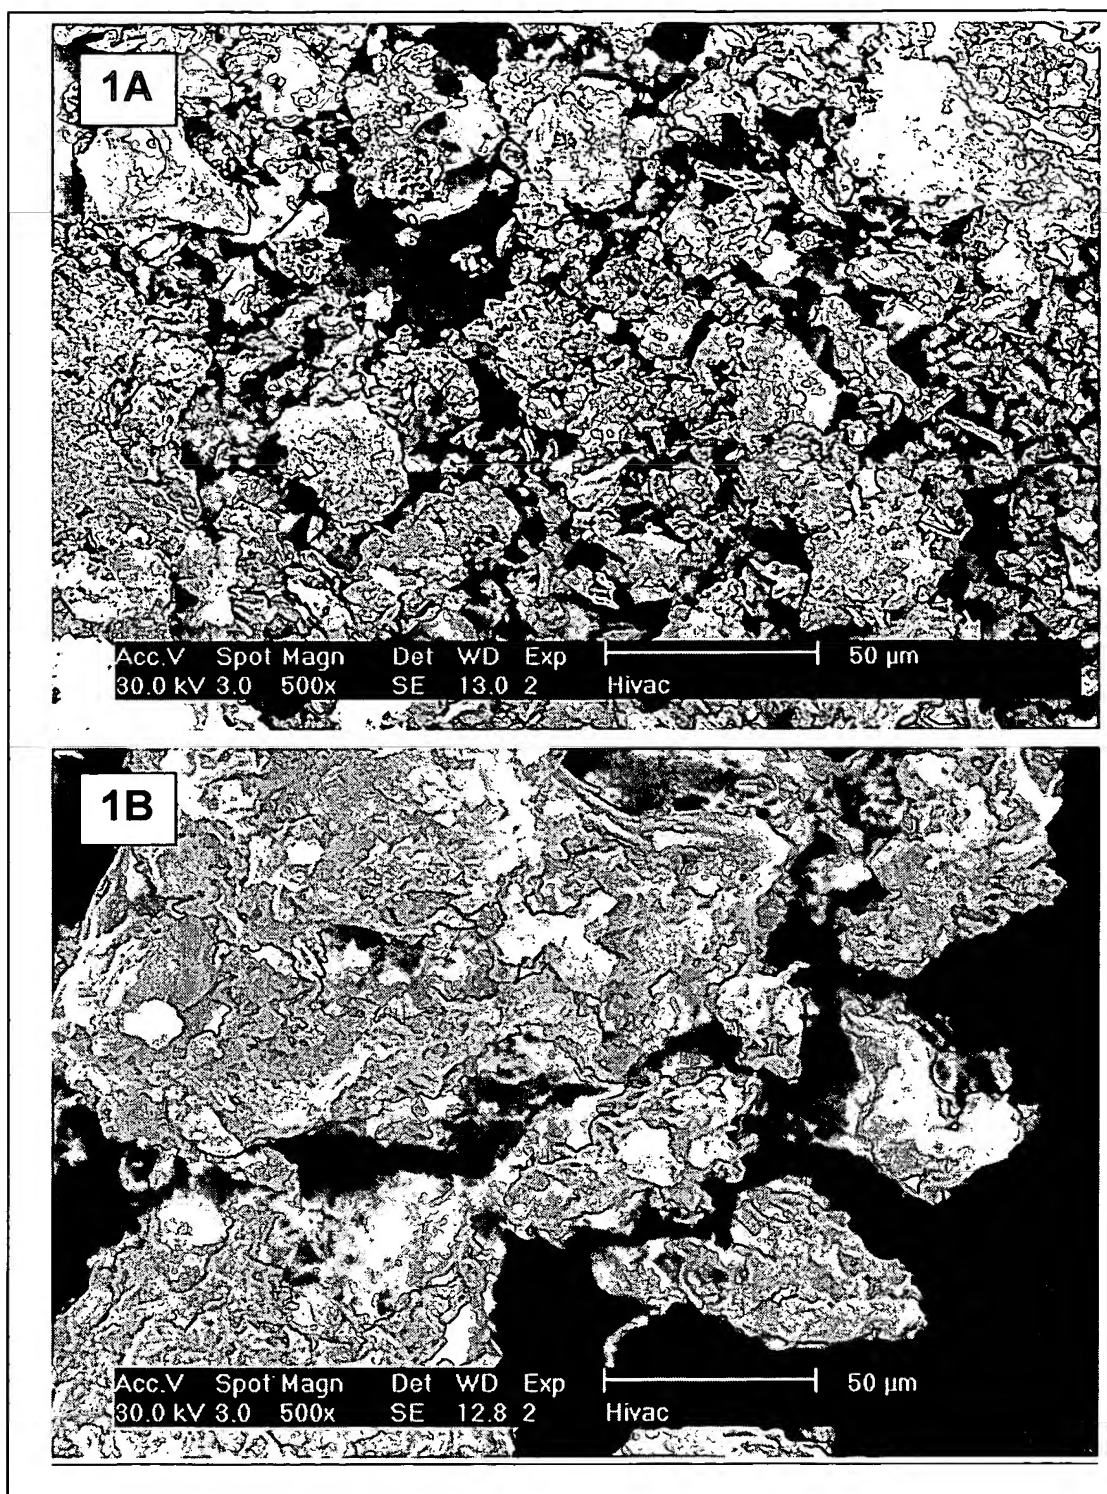 1A
Acc.V Spot Magn Det WD Exp 50 µm
30.0 kV 3.0 500x SE 13.0 2 Hivac
1B
Acc.V Spot Magn Det WD Exp 50 µm
30.0 kV 3.0 500x SE 12.8 2 Hivac